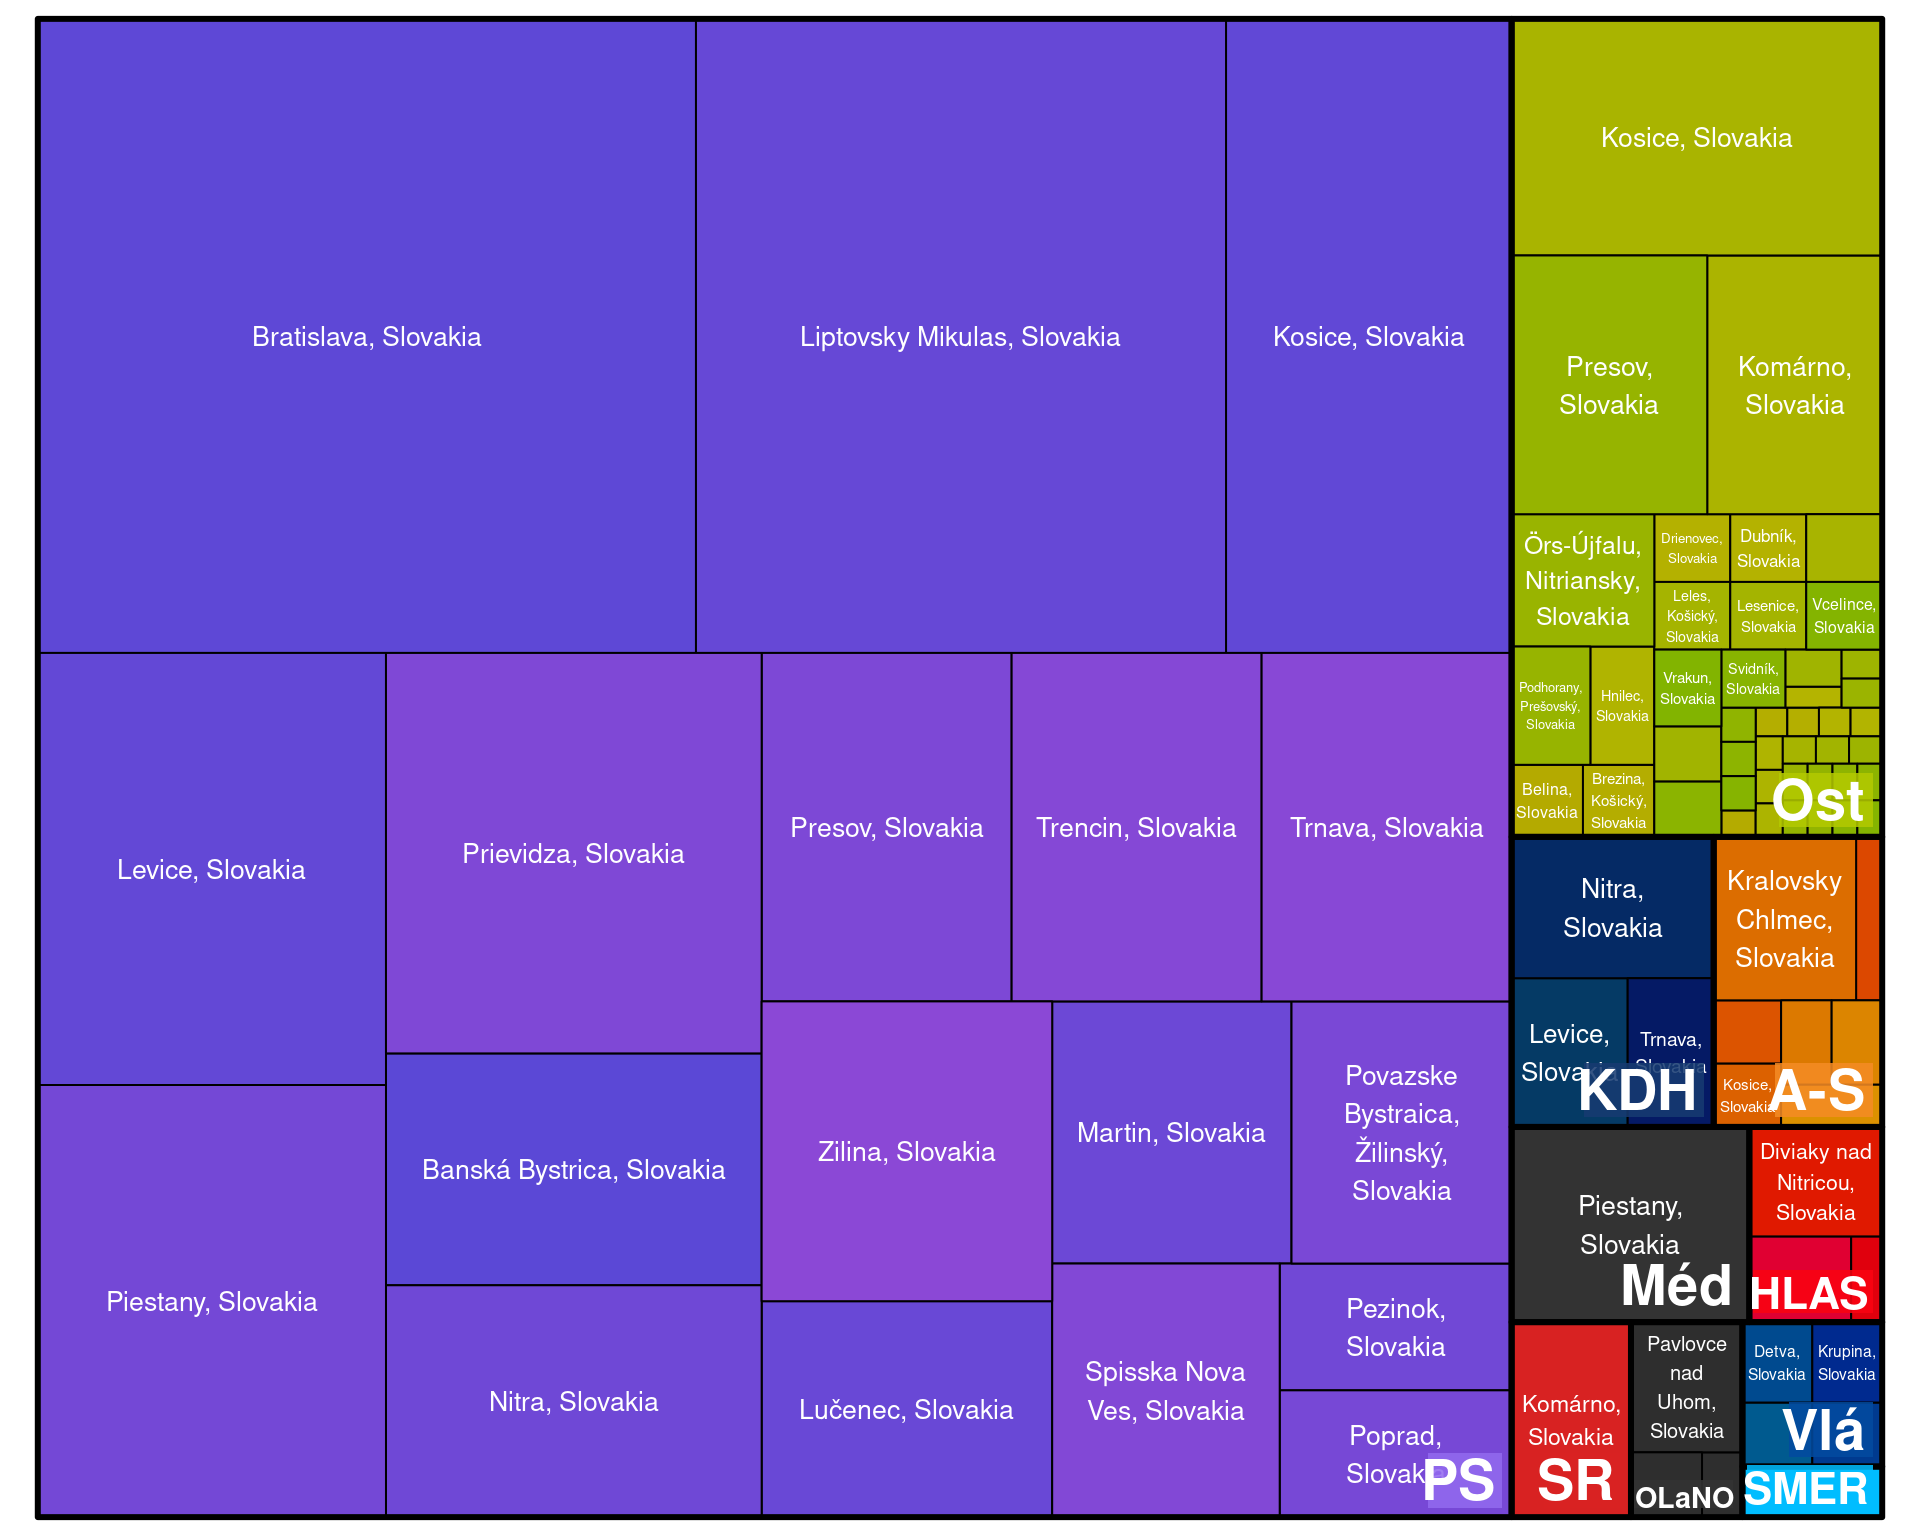 Bratislava, Slovakia
Liptovsky Mikulas, Slovakia
Kosice, Slovakia
Levice, Slovakia
Prievidza, Slovakia
Presov, Slovakia
Trencin, Slovakia
Trnava, Slovakia
Piestany, Slovakia
Banská Bystrica, Slovakia
Nitra, Slovakia
Zilina, Slovakia
Martin, Slovakia
Povazske
Bystraica,
Žilinský,
Slovakia
Lučenec, Slovakia
Spisska Nova
Ves, Slovakia
Pezinok,
Slovakia
Poprad,
Slovakia
PS
Kosice, Slovakia
Presov,
Slovakia
Komárno,
Slovakia
Örs-Újfalu,
Nitriansky,
Slovakia
Drienovec,
Slovakia
Dubník,
Slovakia
Leles,
Košický,
Slovakia
Lesenice,
Slovakia
Vcelince,
Slovakia
Podhorany,
Prešovský,
Slovakia
Hnilec,
Slovakia
Vrakun,
Slovakia
Svidník,
Slovakia
Belina,
Slovakia
Brezina,
Košický,
Slovakia
Ost
Nitra,
Slovakia
Levice,
Slovakia
Trnava,
Slovakia
KDH
Kralovsky
Chlmec,
Slovakia
Kosice,
Slovakia
A-S
Piestany,
Slovakia
Méd
Diviaky nad
Nitricou,
Slovakia
HLAS
Komárno,
Slovakia
SR
Pavlovce
nad
Uhom,
Slovakia
OLaNO
Detva,
Slovakia
Krupina,
Slovakia
Vlá
SMER